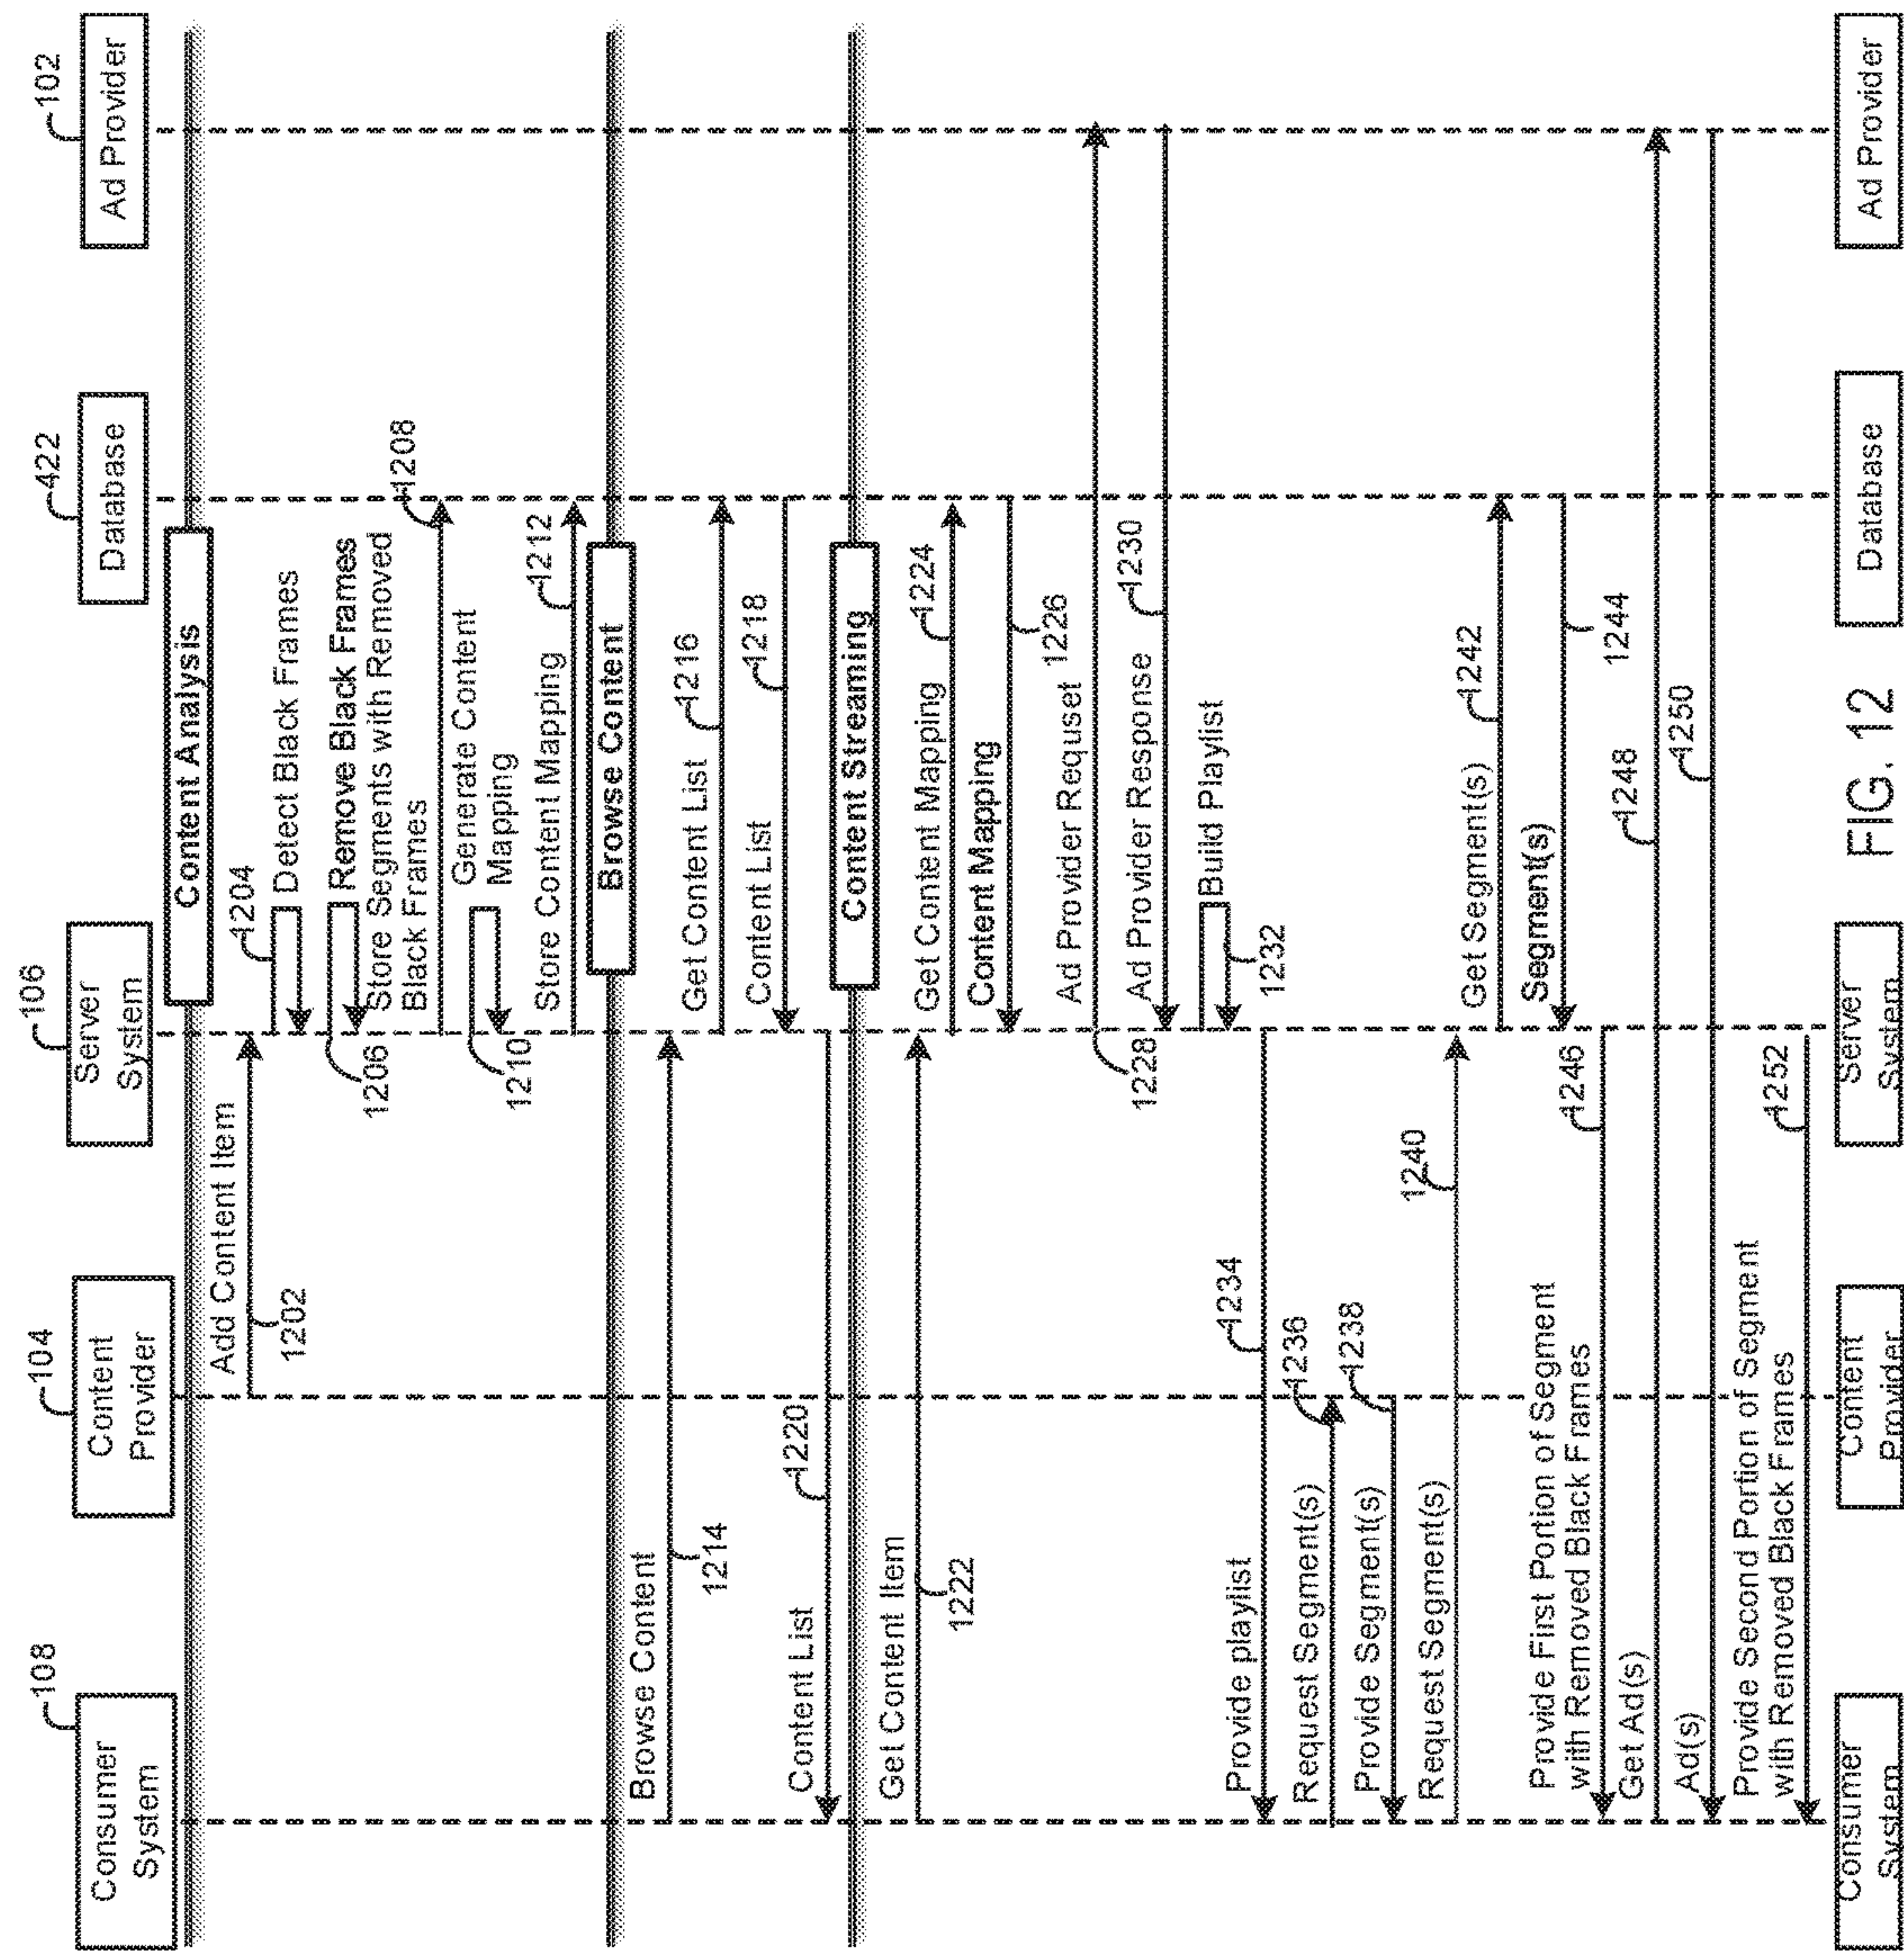 108
Consumer
System
104
Content
Provider
106
Server
System
422
Database
102
Ad Provider
Content Analysis
Add Content Item
1202
1204
Detect Black Frames
Remove Black Frames
1206
Store Segments with Removed
Black Frames
1208
Generate Content
Mapping
1210
Store Content Mapping
1212
Browse Content
Browse Content
1214
Get Content List
1216
Content List
1218
Content List
1220
Content Streaming
Get Content Item
1222
Get Content Mapping
1224
Content Mapping
1226
Ad Provider Requset
1228
Ad Provider Response
1230
Build Playlist
1232
Provide playlist
1234
Request Segment(s)
1236
Provide Segment(s)
1238
Request Segment(s)
1240
Get Segment(s)
1242
Segment(s)
1244
Provide First Portion of Segment
with Removed Black Frames
1246
Get Ad(s)
1248
Ad(s)
1250
Provide Second Portion of Segment
with Removed Black Frames
1252
Consumer
System
Content
Provider
Server
System
Database
Ad Provider
FIG. 12